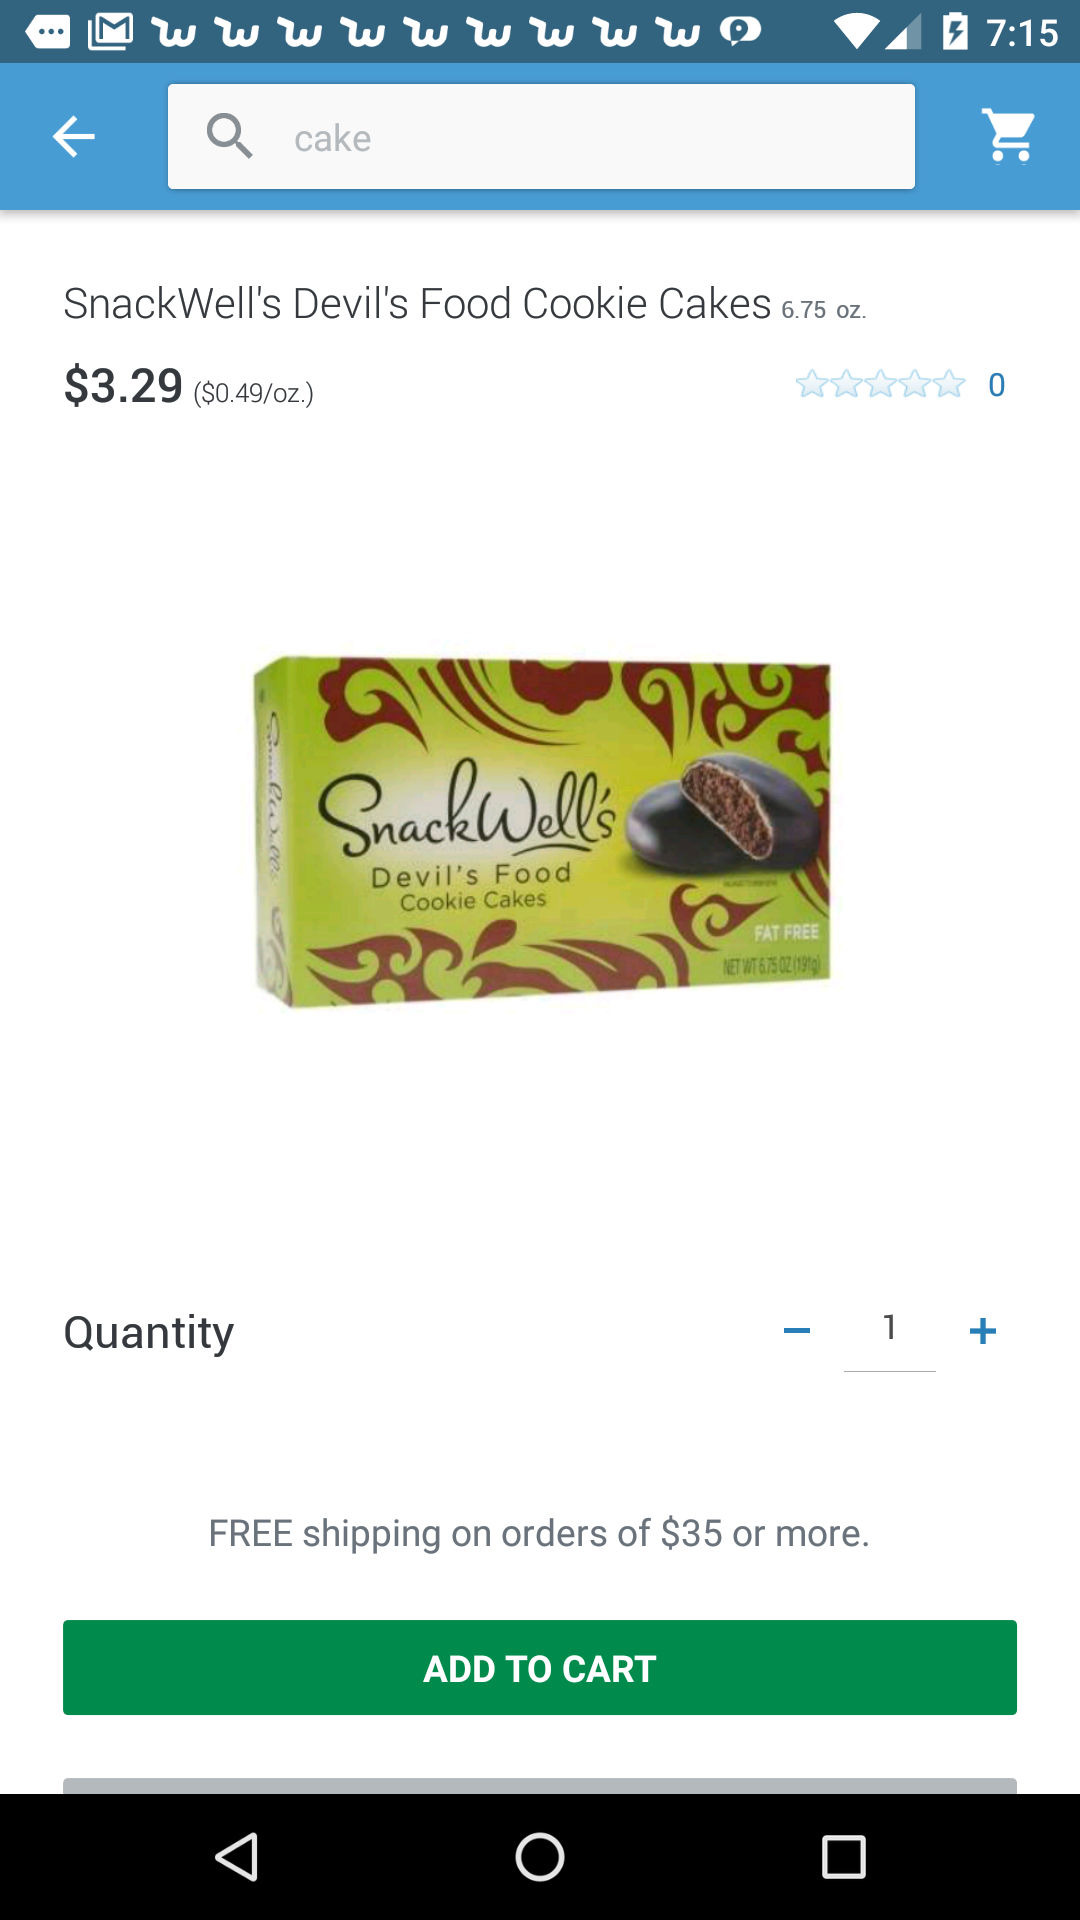 7:15
cake
SnackWell's Devil's Food Cookie Cakes 6.75 oz.
$3.29 ($0.49/oz.)
0
SnackWell's
SnackWell's
Devil's Food
Cookie Cakes
FAT FREE
NET WT 6.75 OZ (191g)
Quantity
1
FREE shipping on orders of $35 or more.
ADD TO CART